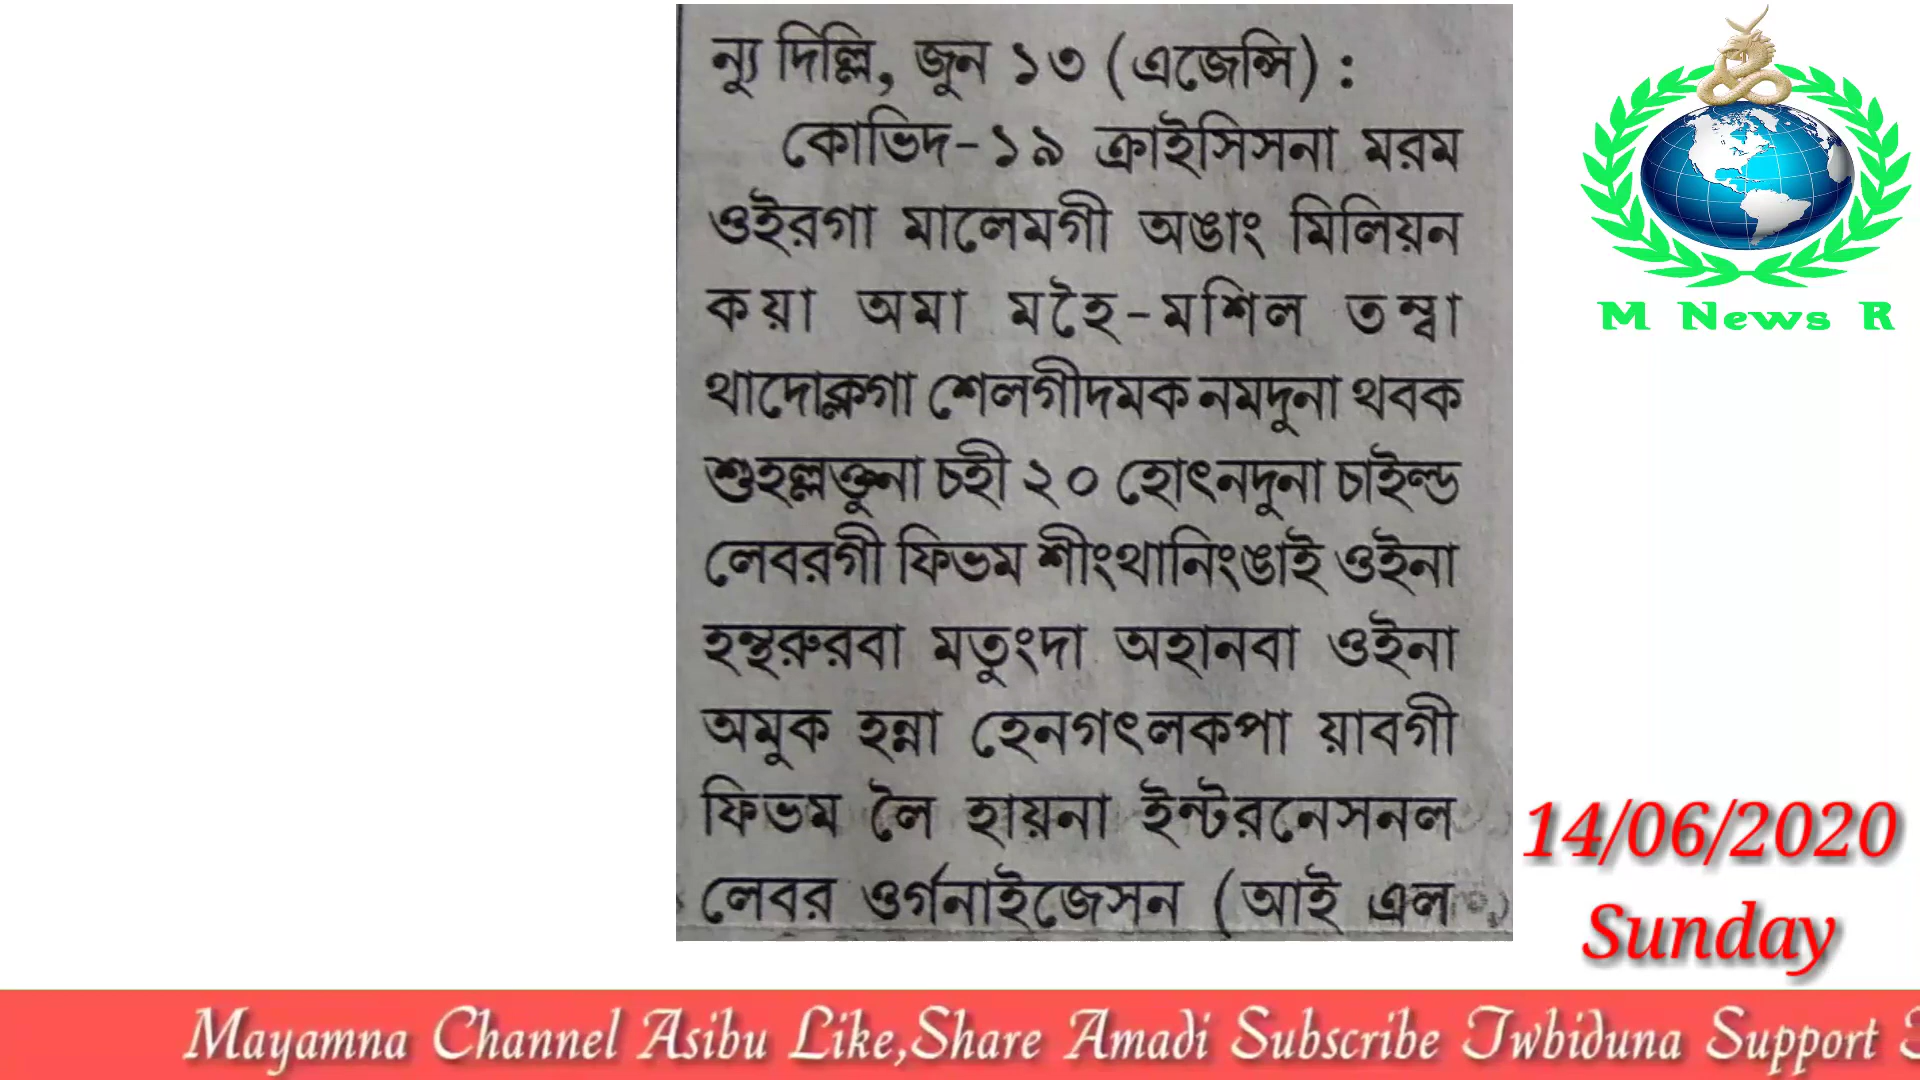 ন্যু দিল্লি, জুন ১৩ (এজেন্সি) :
কোভিদ-১৯ ক্রাইসিসনা মরম
ওইরগা মালেমগী অঙাং মিলিয়ন
কয়া অমা মহৈ-মশিল তম্বা
থাদোক্লগা শেলগীদমক নমদুনা থবক
শুহল্লক্তুনা চহী ২০ হোৎনদুনা চাইল্ড
লেবরগী ফিভম শীংথানিংঙাই ওইনা
হন্থরুরবা মতুংদা অহানবা ওইনা
অমুক হন্না হেনগৎলকপা য়াবগী
ফিভম লৈ হায়না ইন্টরনেসনল
লেবর ওর্গনাইজেসন (আই এল
M News R
14/06/2020
Sunday
Mayamna Channel Asibu Like,Share Amadi Subscribe Twbiduna Support